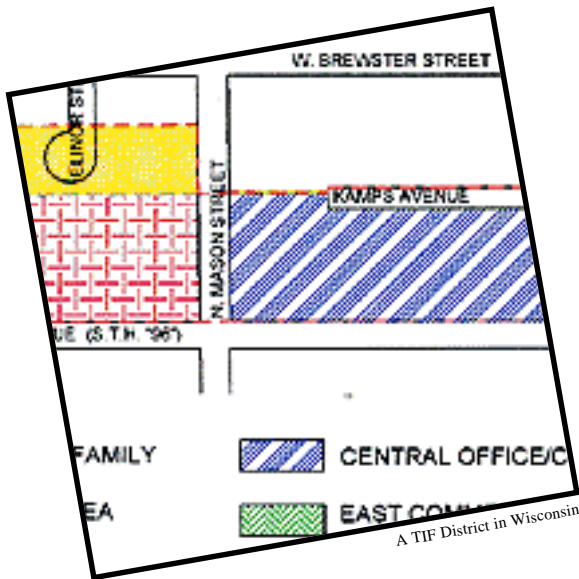 W. BREWSTER STREET
ELINOR ST
N. MASON STREET
KAMPS AVENUE
UE (S.T.H. "96")
FAMILY
CENTRAL OFFICE/C
EA
EAST COMM
A TIF District in Wisconsin